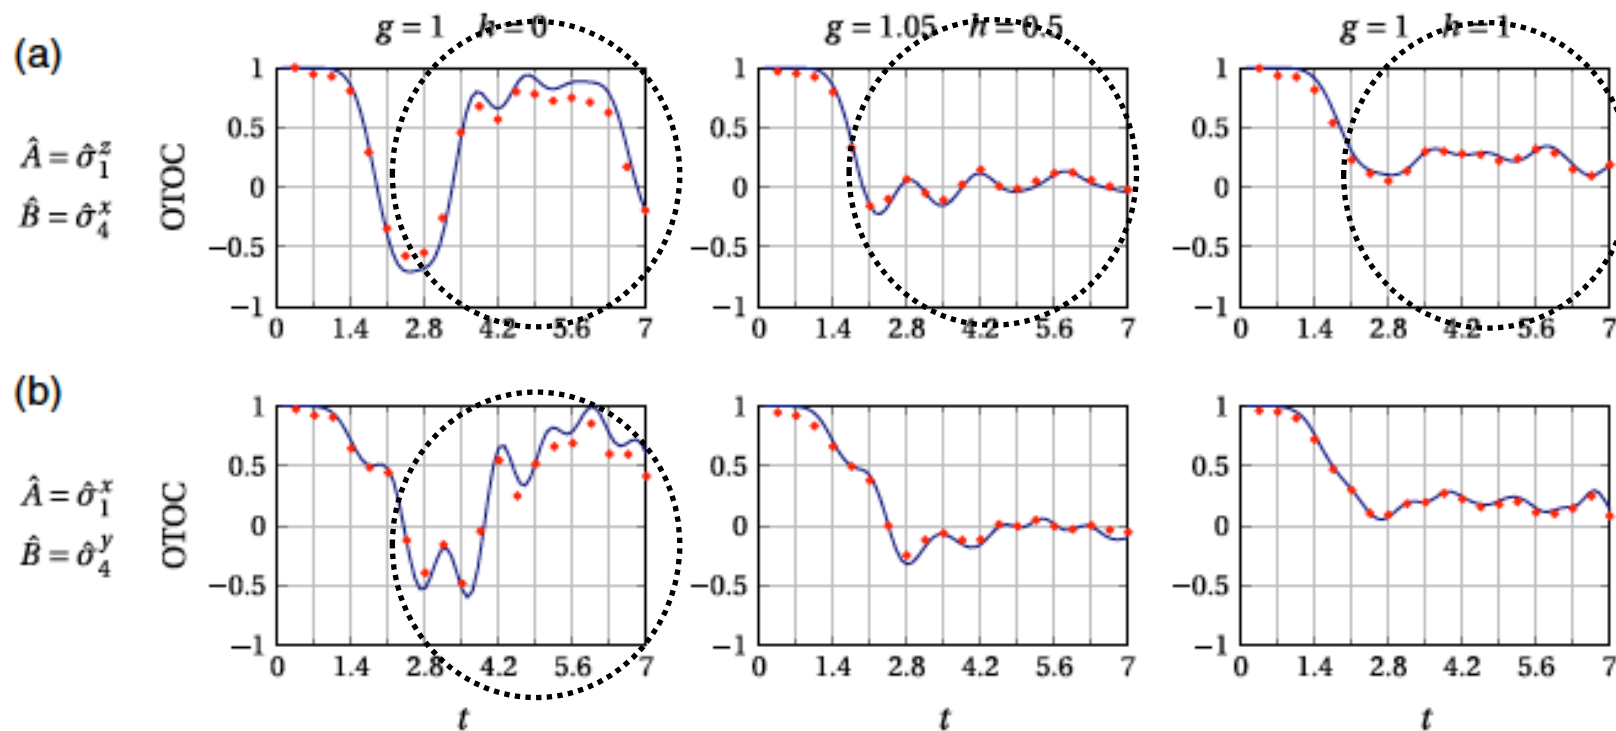 g = 1 h = 0 g = 1.05 h = 0.5 g = 1 h = 1
(a)
Â = σ̂₁ᶻ
B̂ = σ̂₄ˣ
OTOC
1 1 1
0.5 0.5 0.5
0 0 0
−0.5 −0.5 −0.5
−1 −1 −1
0 1.4 2.8 4.2 5.6 7 0 1.4 2.8 4.2 5.6 7 0 1.4 2.8 4.2 5.6 7
(b)
Â = σ̂₁ˣ
B̂ = σ̂₄ʸ
OTOC
1 1 1
0.5 0.5 0.5
0 0 0
−0.5 −0.5 −0.5
−1 −1 −1
0 1.4 2.8 4.2 5.6 7 0 1.4 2.8 4.2 5.6 7 0 1.4 2.8 4.2 5.6 7
t t t